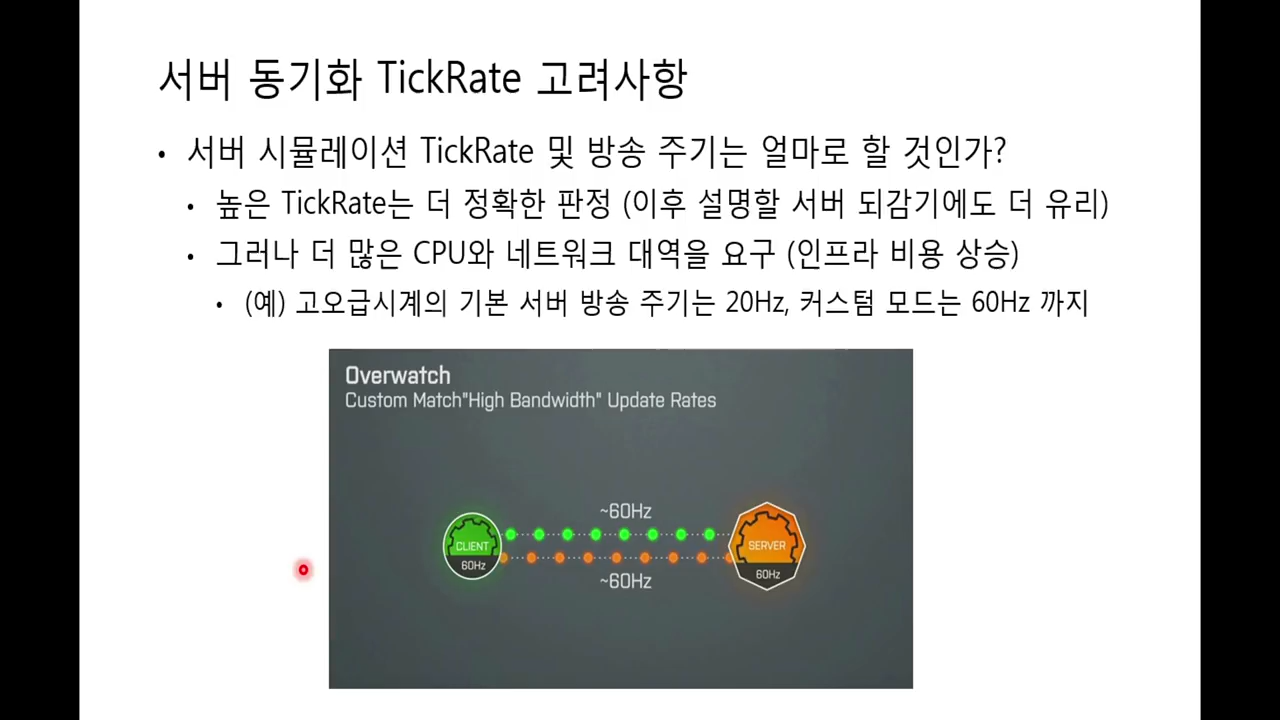 서버 동기화 TickRate 고려사항
• 서버 시뮬레이션 TickRate 및 방송 주기는 얼마로 할 것인가?
• 높은 TickRate는 더 정확한 판정 (이후 설명할 서버 되감기에도 더 유리)
• 그러나 더 많은 CPU와 네트워크 대역을 요구 (인프라 비용 상승)
• (예) 고오급시계의 기본 서버 방송 주기는 20Hz, 커스텀 모드는 60Hz 까지
Overwatch
Custom Match"High Bandwidth" Update Rates
~60Hz
CLIENT
60Hz
SERVER
60Hz
~60Hz